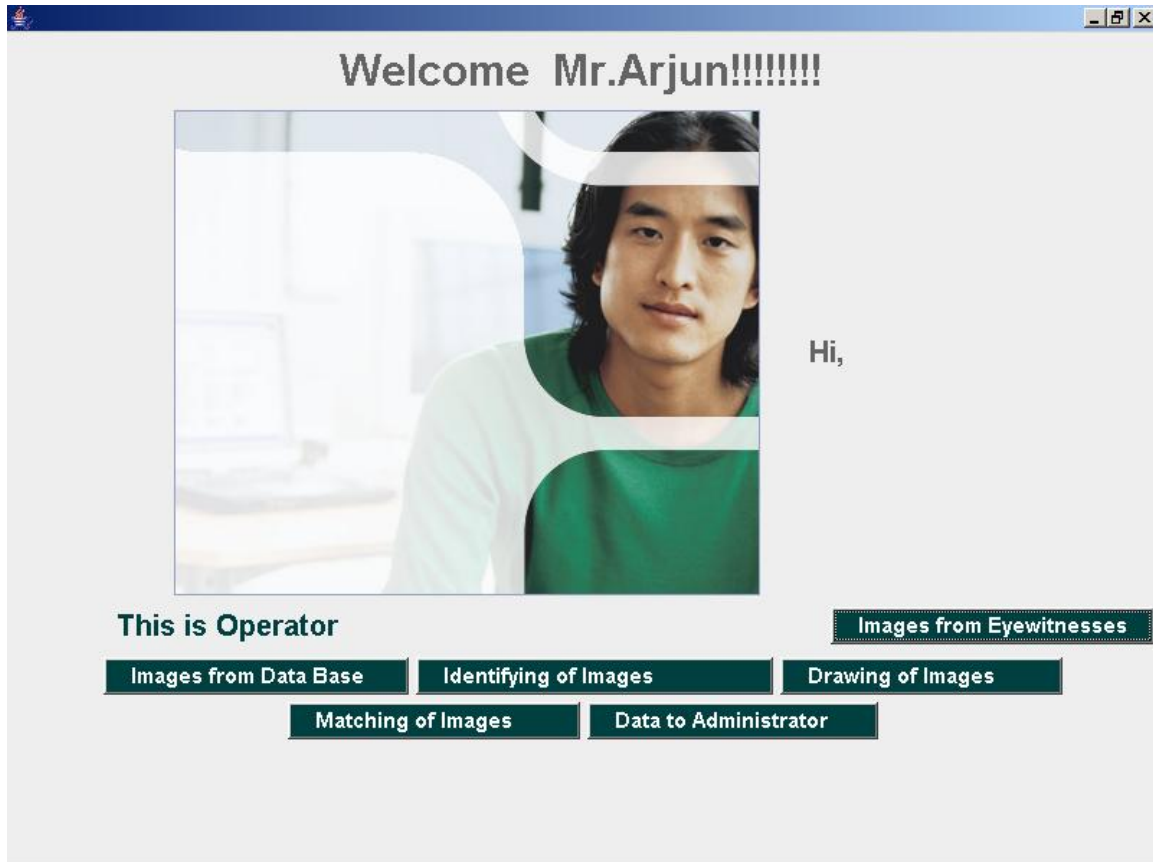 Welcome Mr.Arjun!!!!!!!!
Hi,
This is Operator
Images from Eyewitnesses
Images from Data Base
Identifying of Images
Drawing of Images
Matching of Images
Data to Administrator